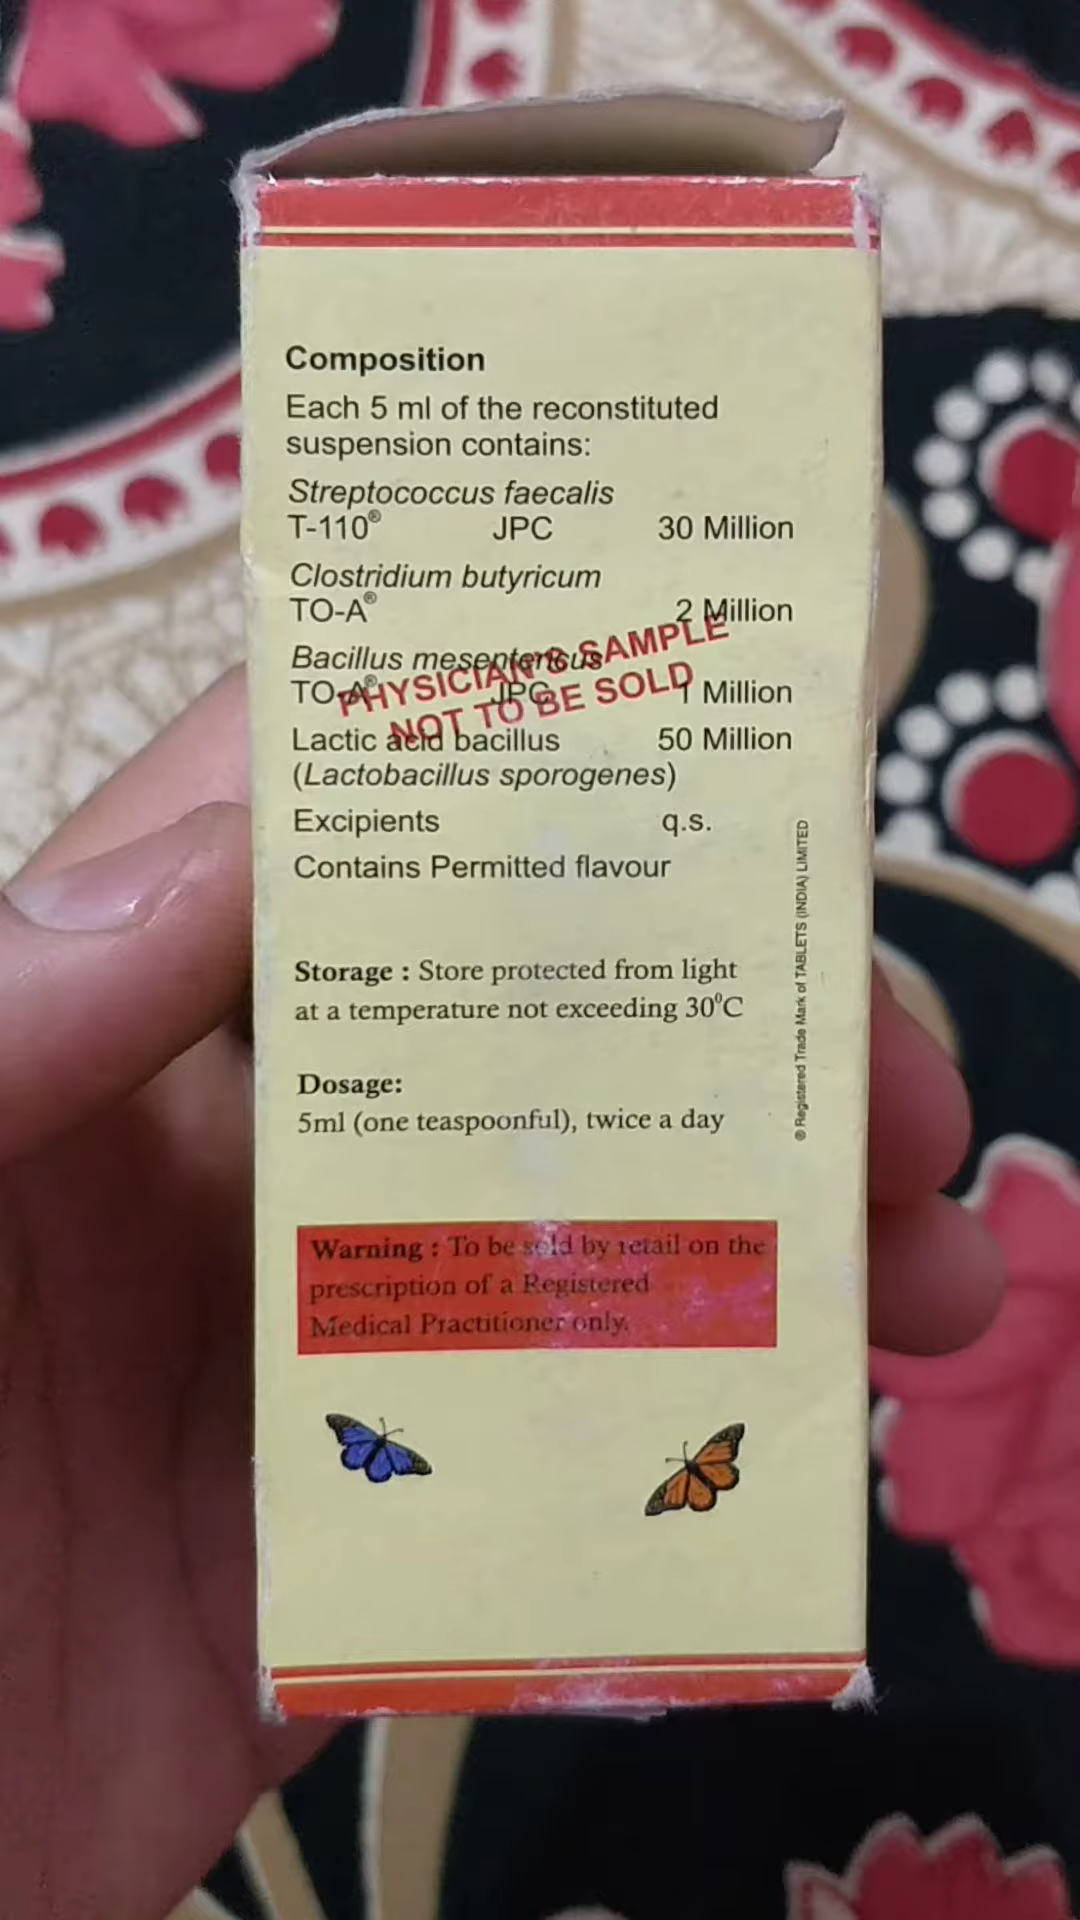 Composition
Each 5 ml of the reconstituted
suspension contains:
Streptococcus faecalis
T-110® JPC 30 Million
Clostridium butyricum
TO-A® 2 Million
Bacillus mesentericus
TO-A® JPC 1 Million
PHYSICIAN'S SAMPLE
NOT TO BE SOLD
Lactic acid bacillus 50 Million
(Lactobacillus sporogenes)
Excipients q.s.
Contains Permitted flavour
Storage : Store protected from light
at a temperature not exceeding 30⁰C
Dosage:
5ml (one teaspoonful), twice a day
® Registered Trade Mark of TABLETS (INDIA) LIMITED
Warning : To be sold by retail on the
prescription of a Registered
Medical Practitioner only.